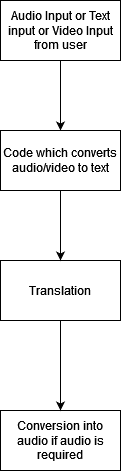 Audio Input or Text
input or Video Input
from user
Code which converts
audio/video to text
Translation
Conversion into
audio if audio is
required